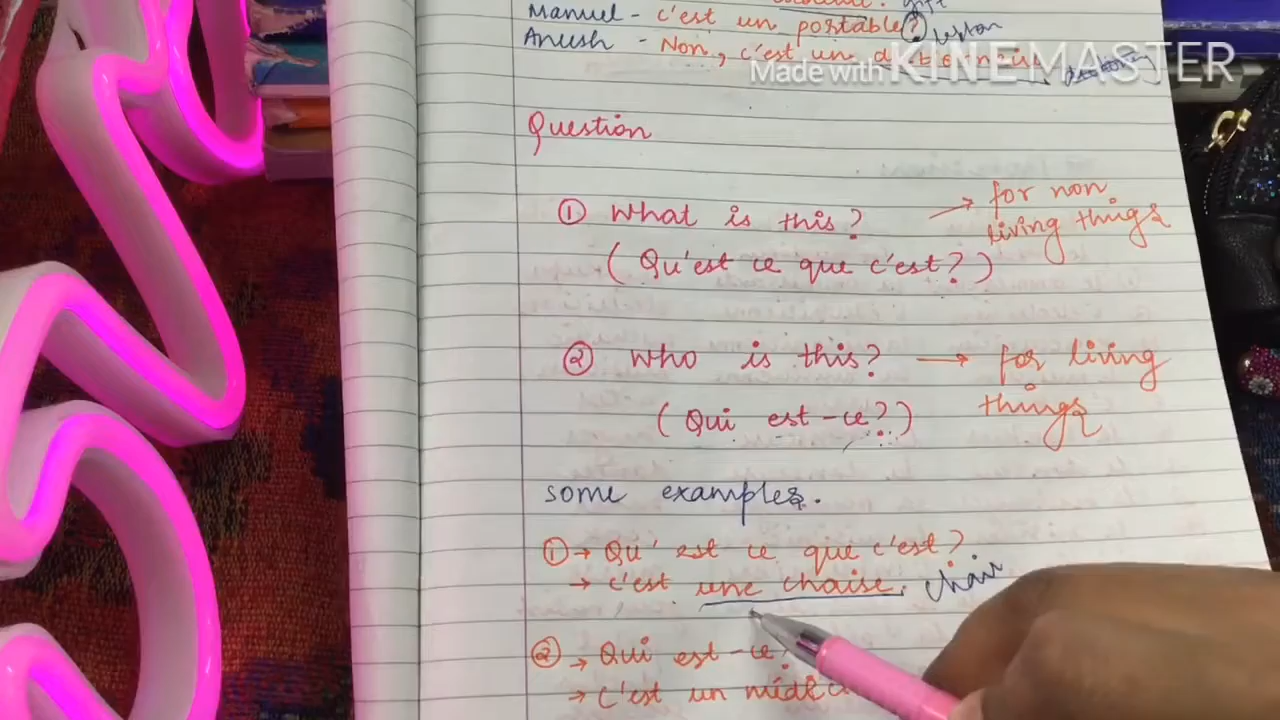 Manuel - c'est un portable? lesson
Anush - Non, c'est un
Made with KINEMASTER
Question
① What is this? → for non
living things
(Qu'est ce que c'est?)
② Who is this? → for living
things
(Qui est-ce?)
some examples.
① → Qu'est ce que c'est?
→ c'est une chaise. chair
② → Qui est-ce?
→ C'est un